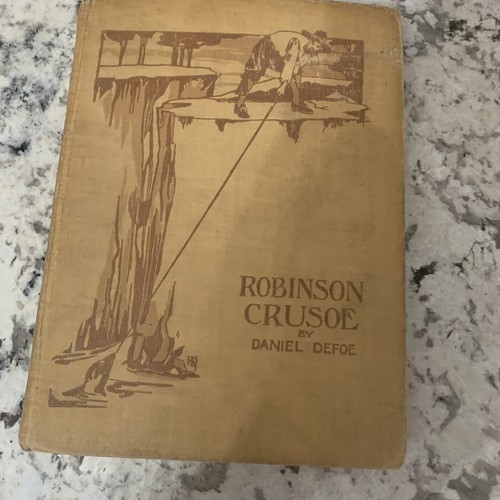 ROBINSON
CRUSOE
BY
DANIEL DEFOE